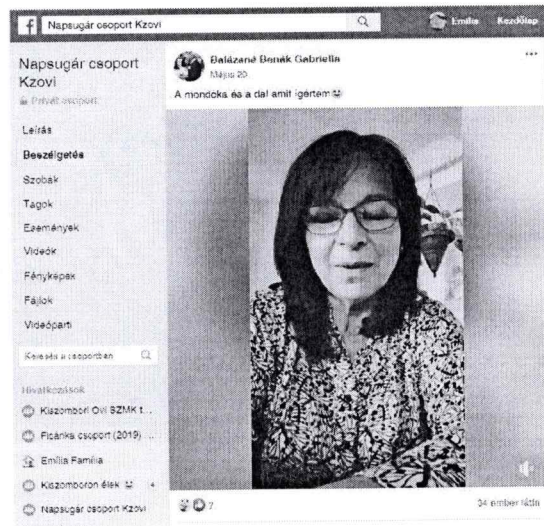 Napsugár csoport Kzovi
Emília Kezdőlap
Napsugár csoport
Kzovi
Privát csoport
Leírás
Beszélgetés
Szobák
Tagok
Események
Videók
Fényképek
Fájlok
Videóparti
Keresés a csoportban
Hivatkozások
Kiszombori Ovi SZMK t...
Ficánka csoport (2019) ...
Emília Família
Kiszomboron élek
4
Napsugár csoport Kzovi
Balázané Benák Gabriella
Május 20.
A mondóka és a dal amit ígértem
7
34 ember látta